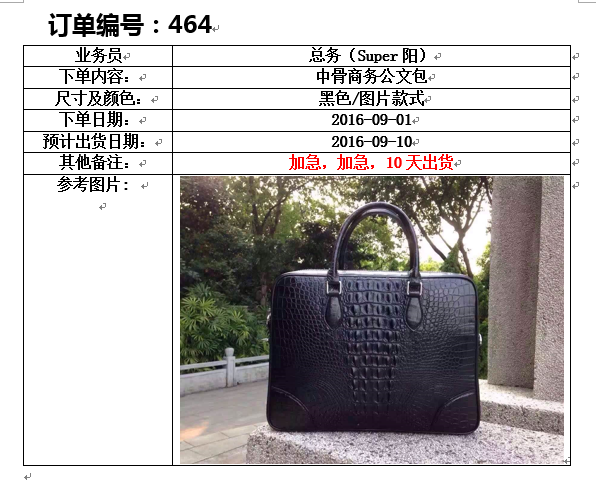 订单编号：464
业务员 总务（Super 阳）
下单内容： 中骨商务公文包
尺寸及颜色： 黑色/图片款式
下单日期： 2016-09-01
预计出货日期： 2016-09-10
其他备注： 加急，加急，10 天出货
参考图片：